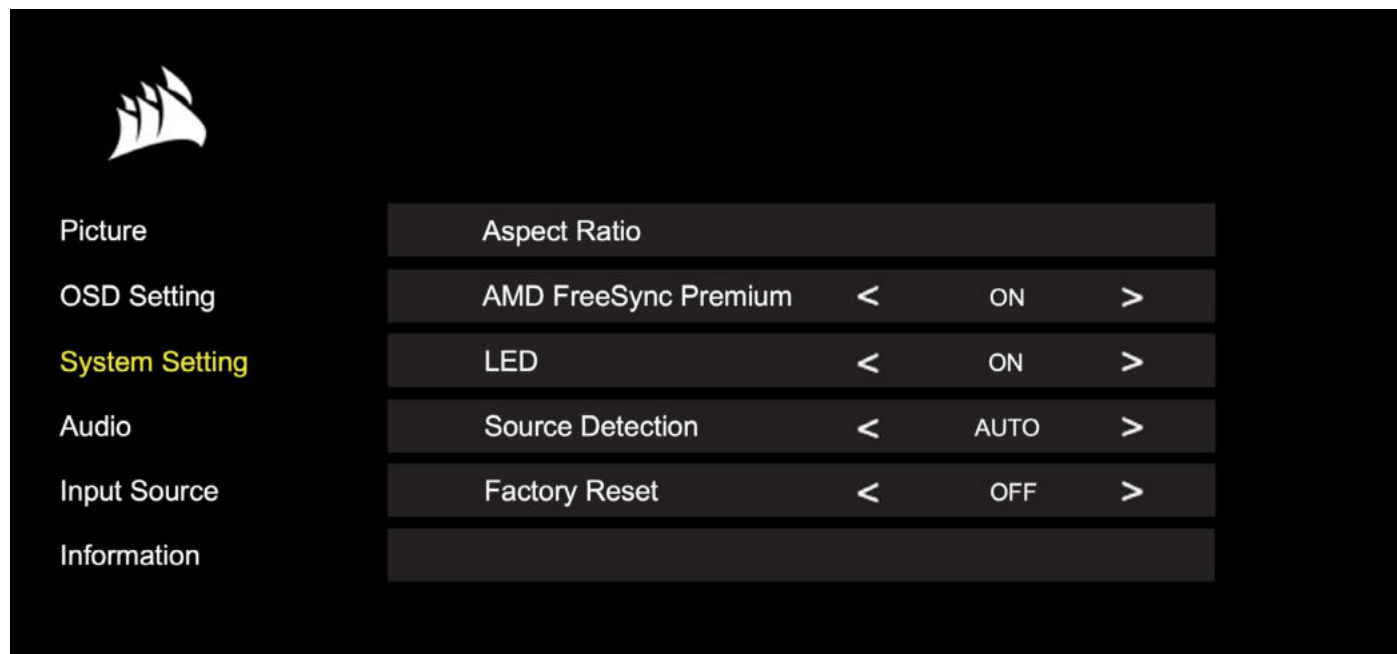 Picture Aspect Ratio
OSD Setting AMD FreeSync Premium < ON >
System Setting LED < ON >
Audio Source Detection < AUTO >
Input Source Factory Reset < OFF >
Information